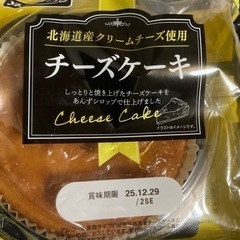 北海道産クリームチーズ使用
チーズケーキ
しっとりと焼き上げたチーズケーキを
あんずシロップで仕上げました
Cheese Cake
イラストはイメージです。
賞味期限 25.12.29
/2SE